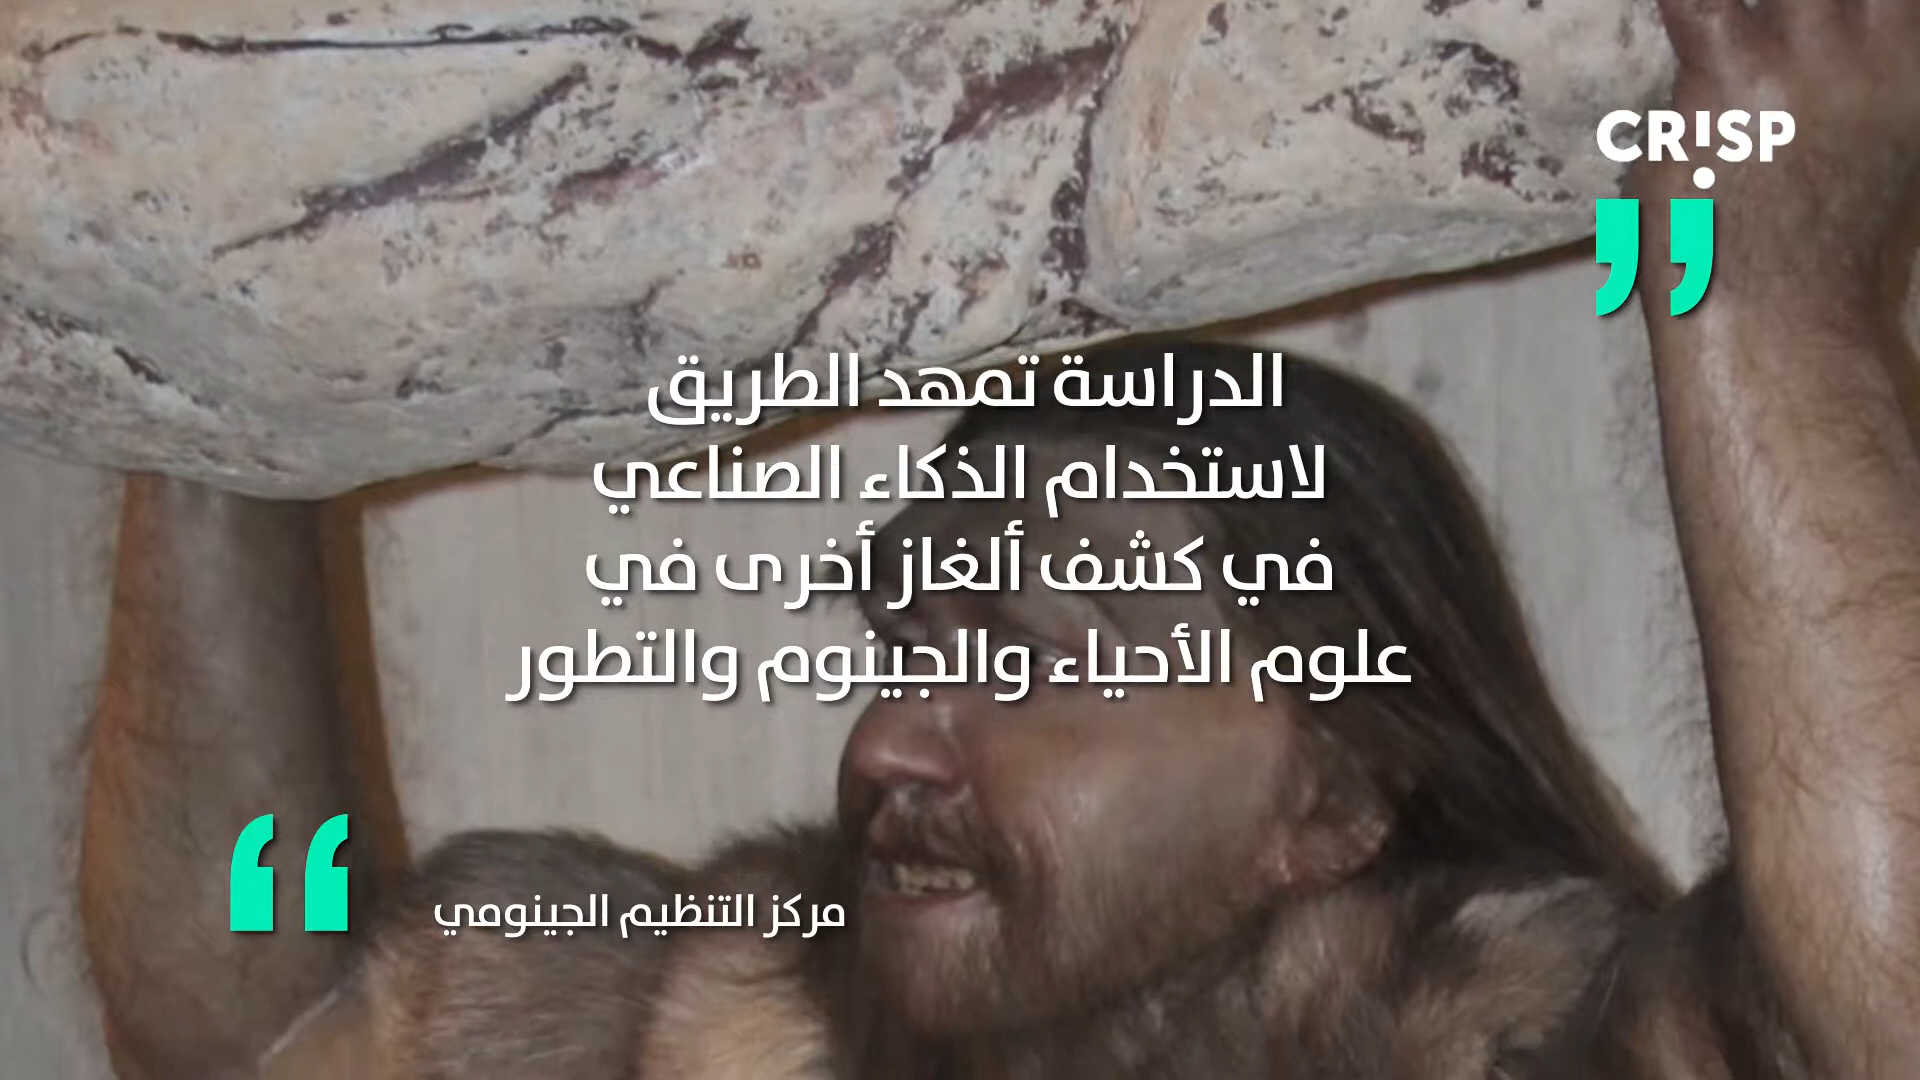 CRISP
الدراسة تمهد الطريق
لاستخدام الذكاء الصناعي
في كشف ألغاز أخرى في
علوم الأحياء والجينوم والتطور
مركز التنظيم الجينومي